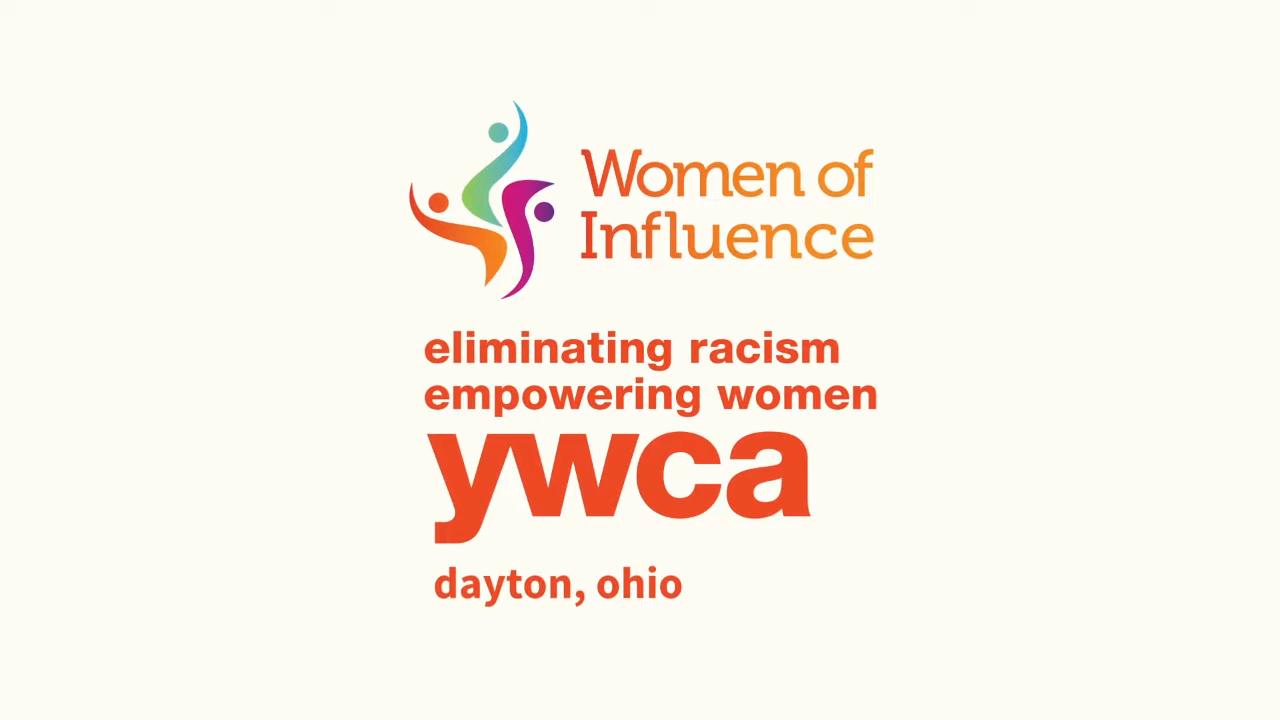 Women of
Influence
eliminating racism
empowering women
ywca
dayton, ohio